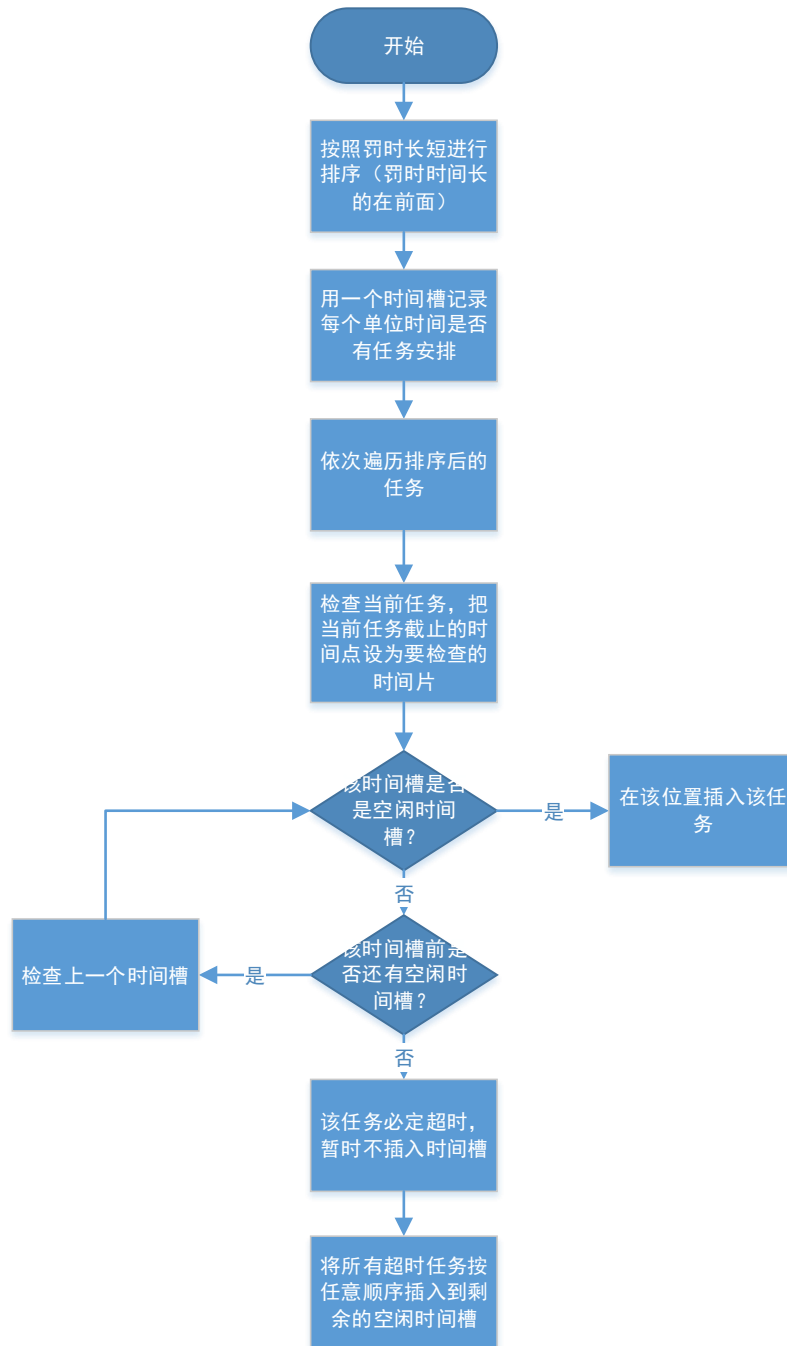 开始
按照罚时长短进行
排序（罚时时间长
的在前面）
用一个时间槽记录
每个单位时间是否
有任务安排
依次遍历排序后的
任务
检查当前任务，把
当前任务截止的时
间点设为要检查的
时间片
该时间槽是否
是空闲时间
槽？
是
在该位置插入该任
务
否
该时间槽前是
否还有空闲时
间槽？
是
检查上一个时间槽
否
该任务必定超时，
暂时不插入时间槽
将所有超时任务按
任意顺序插入到剩
余的空闲时间槽